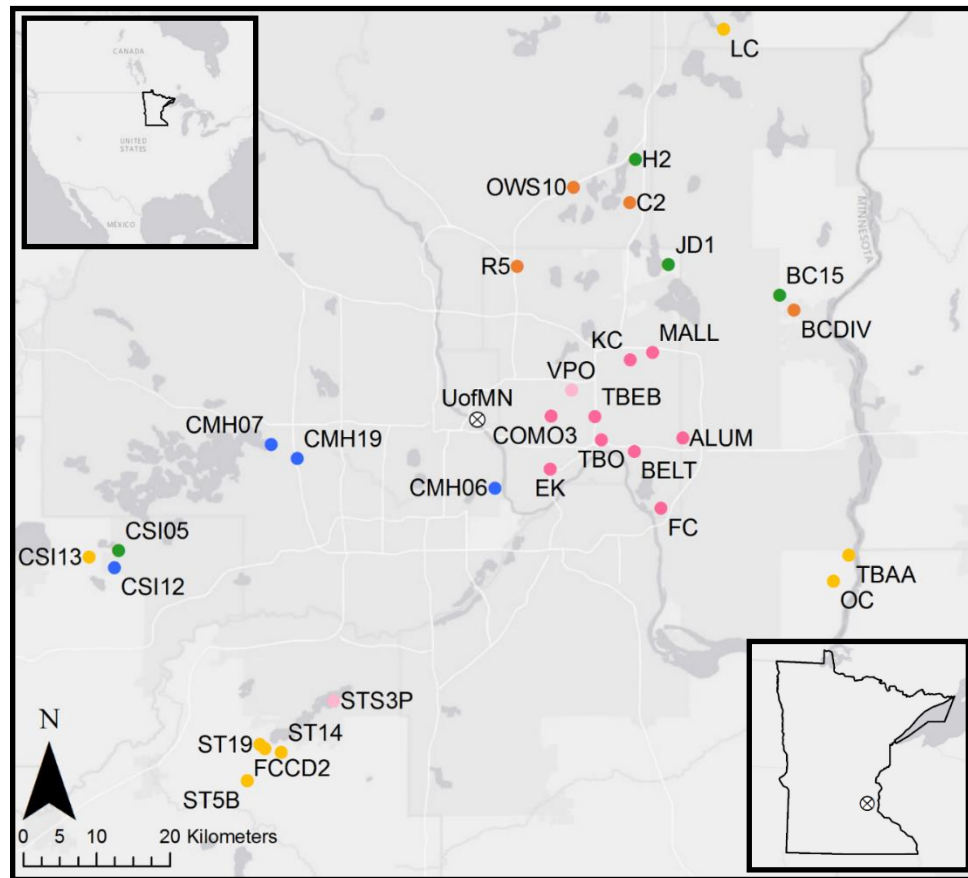 LC
CANADA
UNITED
STATES
MÉXICO
H2
OWS10
C2
MINNESOTA
JD1
R5
BC15
BCDIV
KC
MALL
VPO
UofMN
TBEB
CMH07
CMH19
COMO3
ALUM
TBO
BELT
EK
CMH06
FC
CSI05
CSI13
CSI12
TBAA
OC
STS3P
N
ST19
ST14
FCCD2
ST5B
0 5 10 20 Kilometers